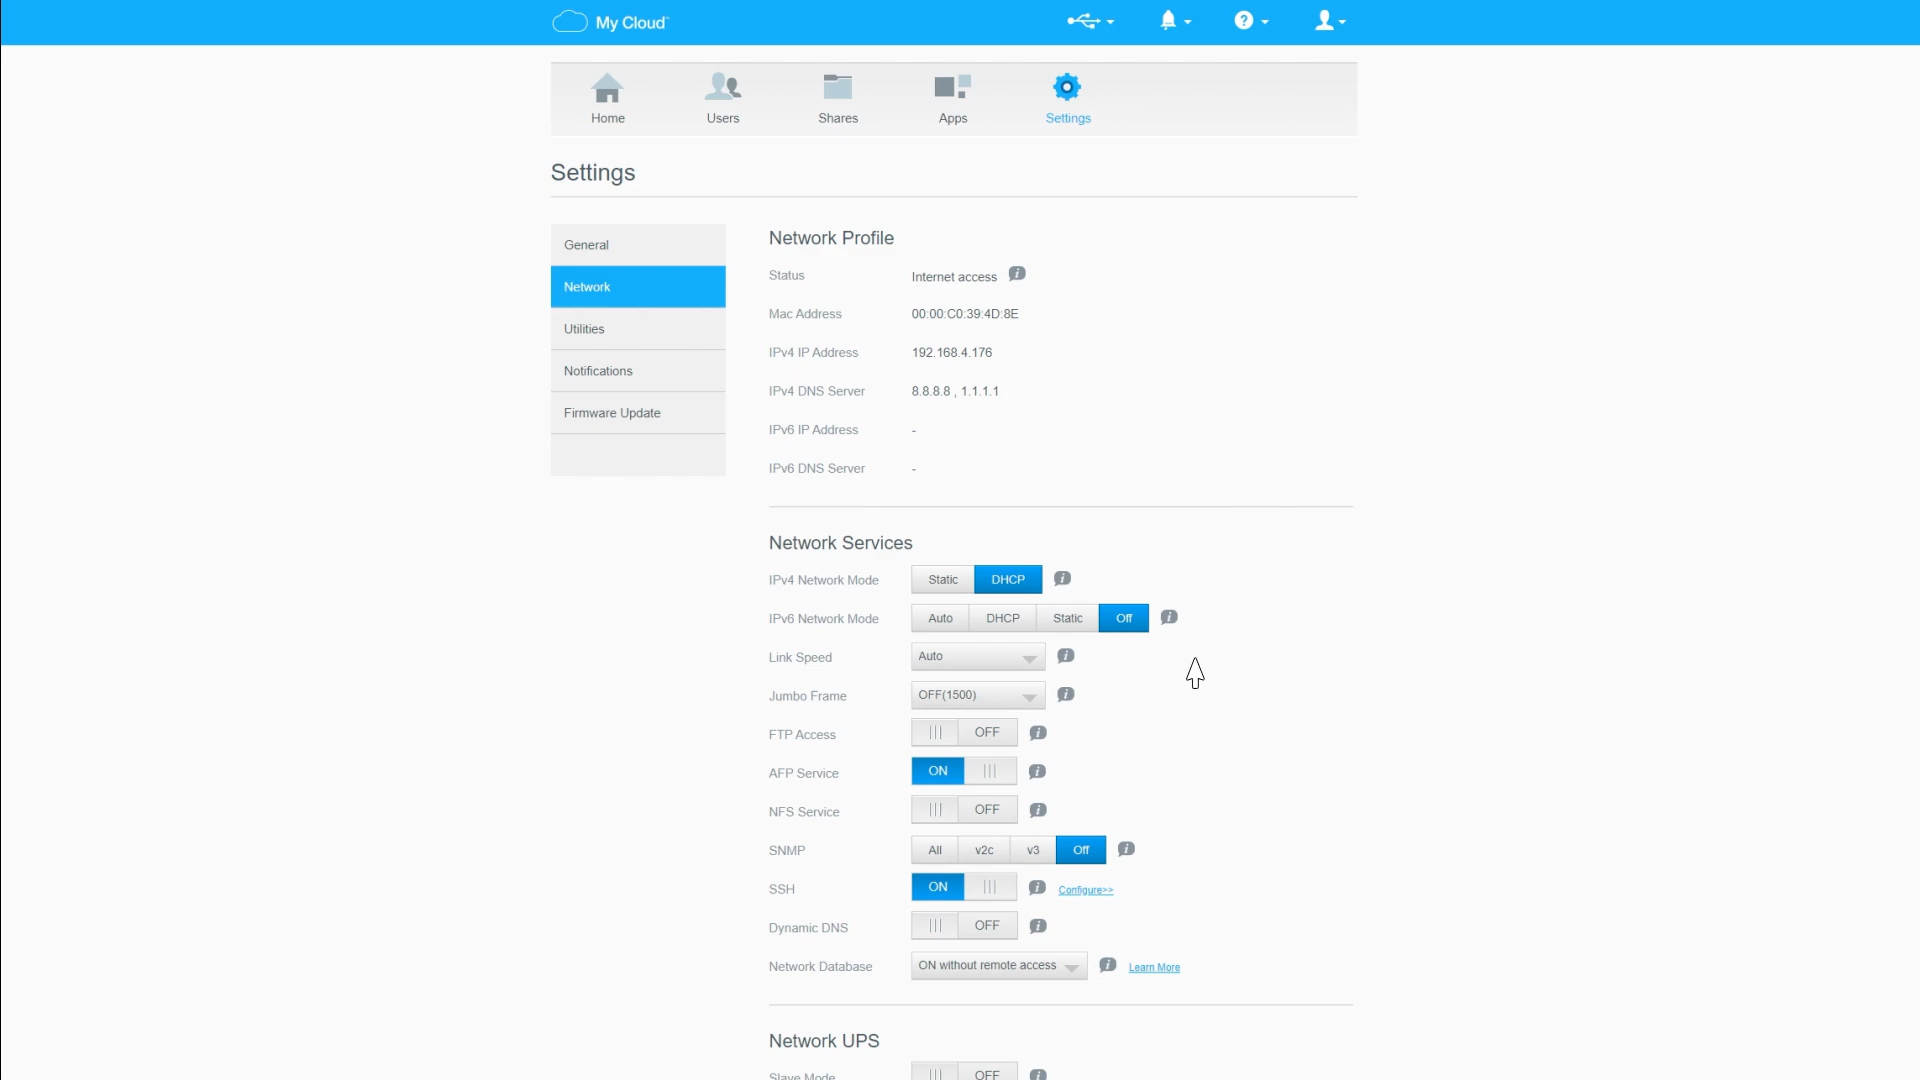 My Cloud
Home Users Shares Apps Settings
Settings
General
Network
Utilities
Notifications
Firmware Update
Network Profile
Status Internet access
Mac Address 00:00:C0:39:4D:8E
IPv4 IP Address 192.168.4.176
IPv4 DNS Server 8.8.8.8 , 1.1.1.1
IPv6 IP Address -
IPv6 DNS Server -
Network Services
IPv4 Network Mode Static DHCP
IPv6 Network Mode Auto DHCP Static Off
Link Speed Auto
Jumbo Frame OFF(1500)
FTP Access OFF
AFP Service ON
NFS Service OFF
SNMP All v2c v3 Off
SSH ON Configure>>
Dynamic DNS OFF
Network Database ON without remote access Learn More
Network UPS
Slave Mode OFF